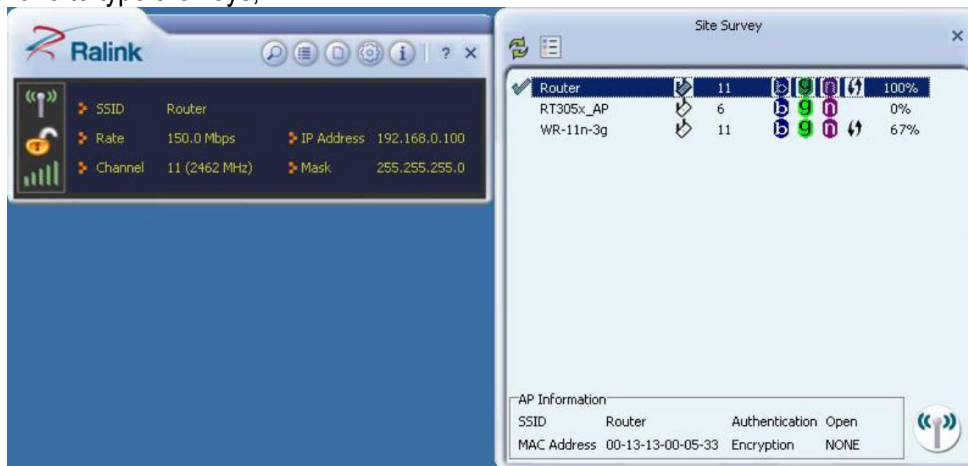 Ralink
? ×
SSID Router
Rate 150.0 Mbps IP Address 192.168.0.100
Channel 11 (2462 MHz) Mask 255.255.255.0
Site Survey ×
Router 11 b g n 100%
RT305x_AP 6 b g n 0%
WR-11n-3g 11 b g n 67%
AP Information
SSID Router Authentication Open
MAC Address 00-13-13-00-05-33 Encryption NONE